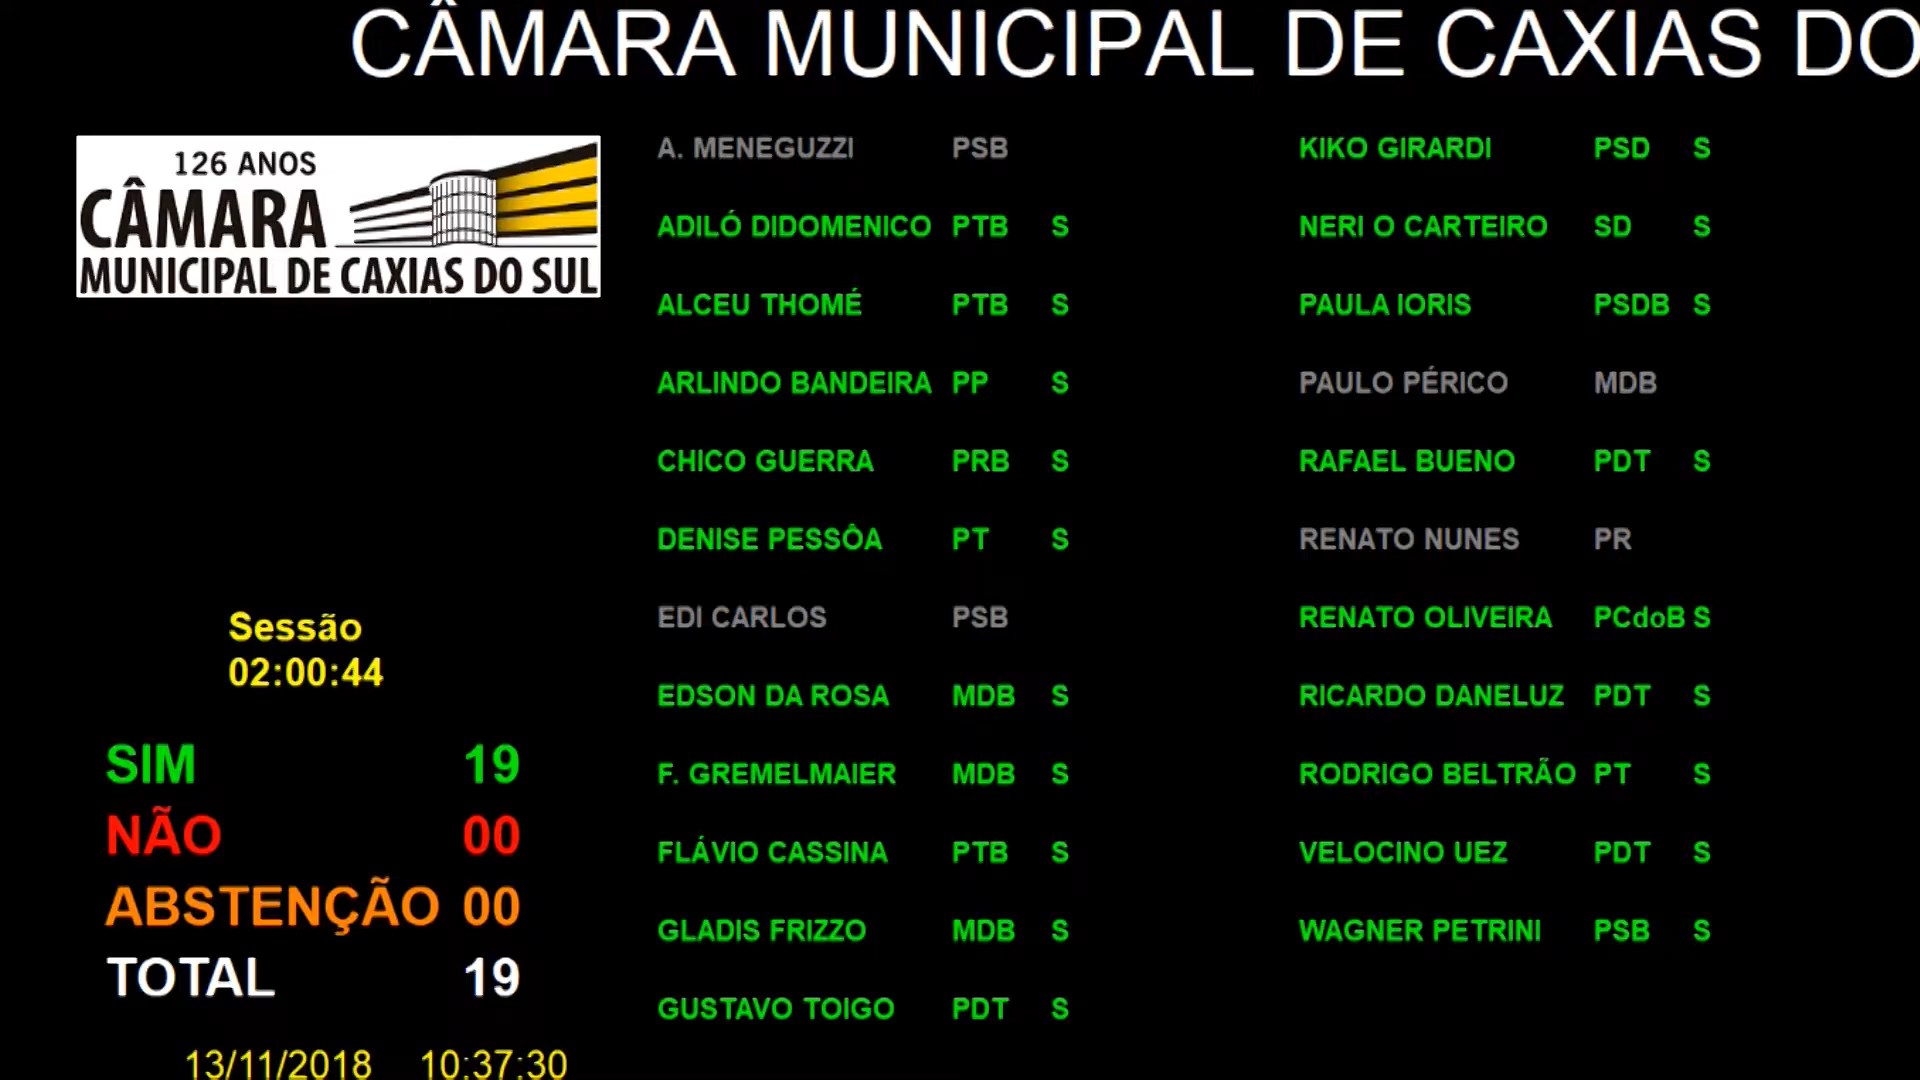 CÂMARA MUNICIPAL DE CAXIAS DO
126 ANOS
CÂMARA
MUNICIPAL DE CAXIAS DO SUL
A. MENEGUZZI PSB
ADILÓ DIDOMENICO PTB S
ALCEU THOMÉ PTB S
ARLINDO BANDEIRA PP S
CHICO GUERRA PRB S
DENISE PESSÔA PT S
EDI CARLOS PSB
EDSON DA ROSA MDB S
F. GREMELMAIER MDB S
FLÁVIO CASSINA PTB S
GLADIS FRIZZO MDB S
GUSTAVO TOIGO PDT S
KIKO GIRARDI PSD S
NERI O CARTEIRO SD S
PAULA IORIS PSDB S
PAULO PÉRICO MDB
RAFAEL BUENO PDT S
RENATO NUNES PR
RENATO OLIVEIRA PCdoB S
RICARDO DANELUZ PDT S
RODRIGO BELTRÃO PT S
VELOCINO UEZ PDT S
WAGNER PETRINI PSB S
Sessão
02:00:44
SIM 19
NÃO 00
ABSTENÇÃO 00
TOTAL 19
13/11/2018 10:37:30